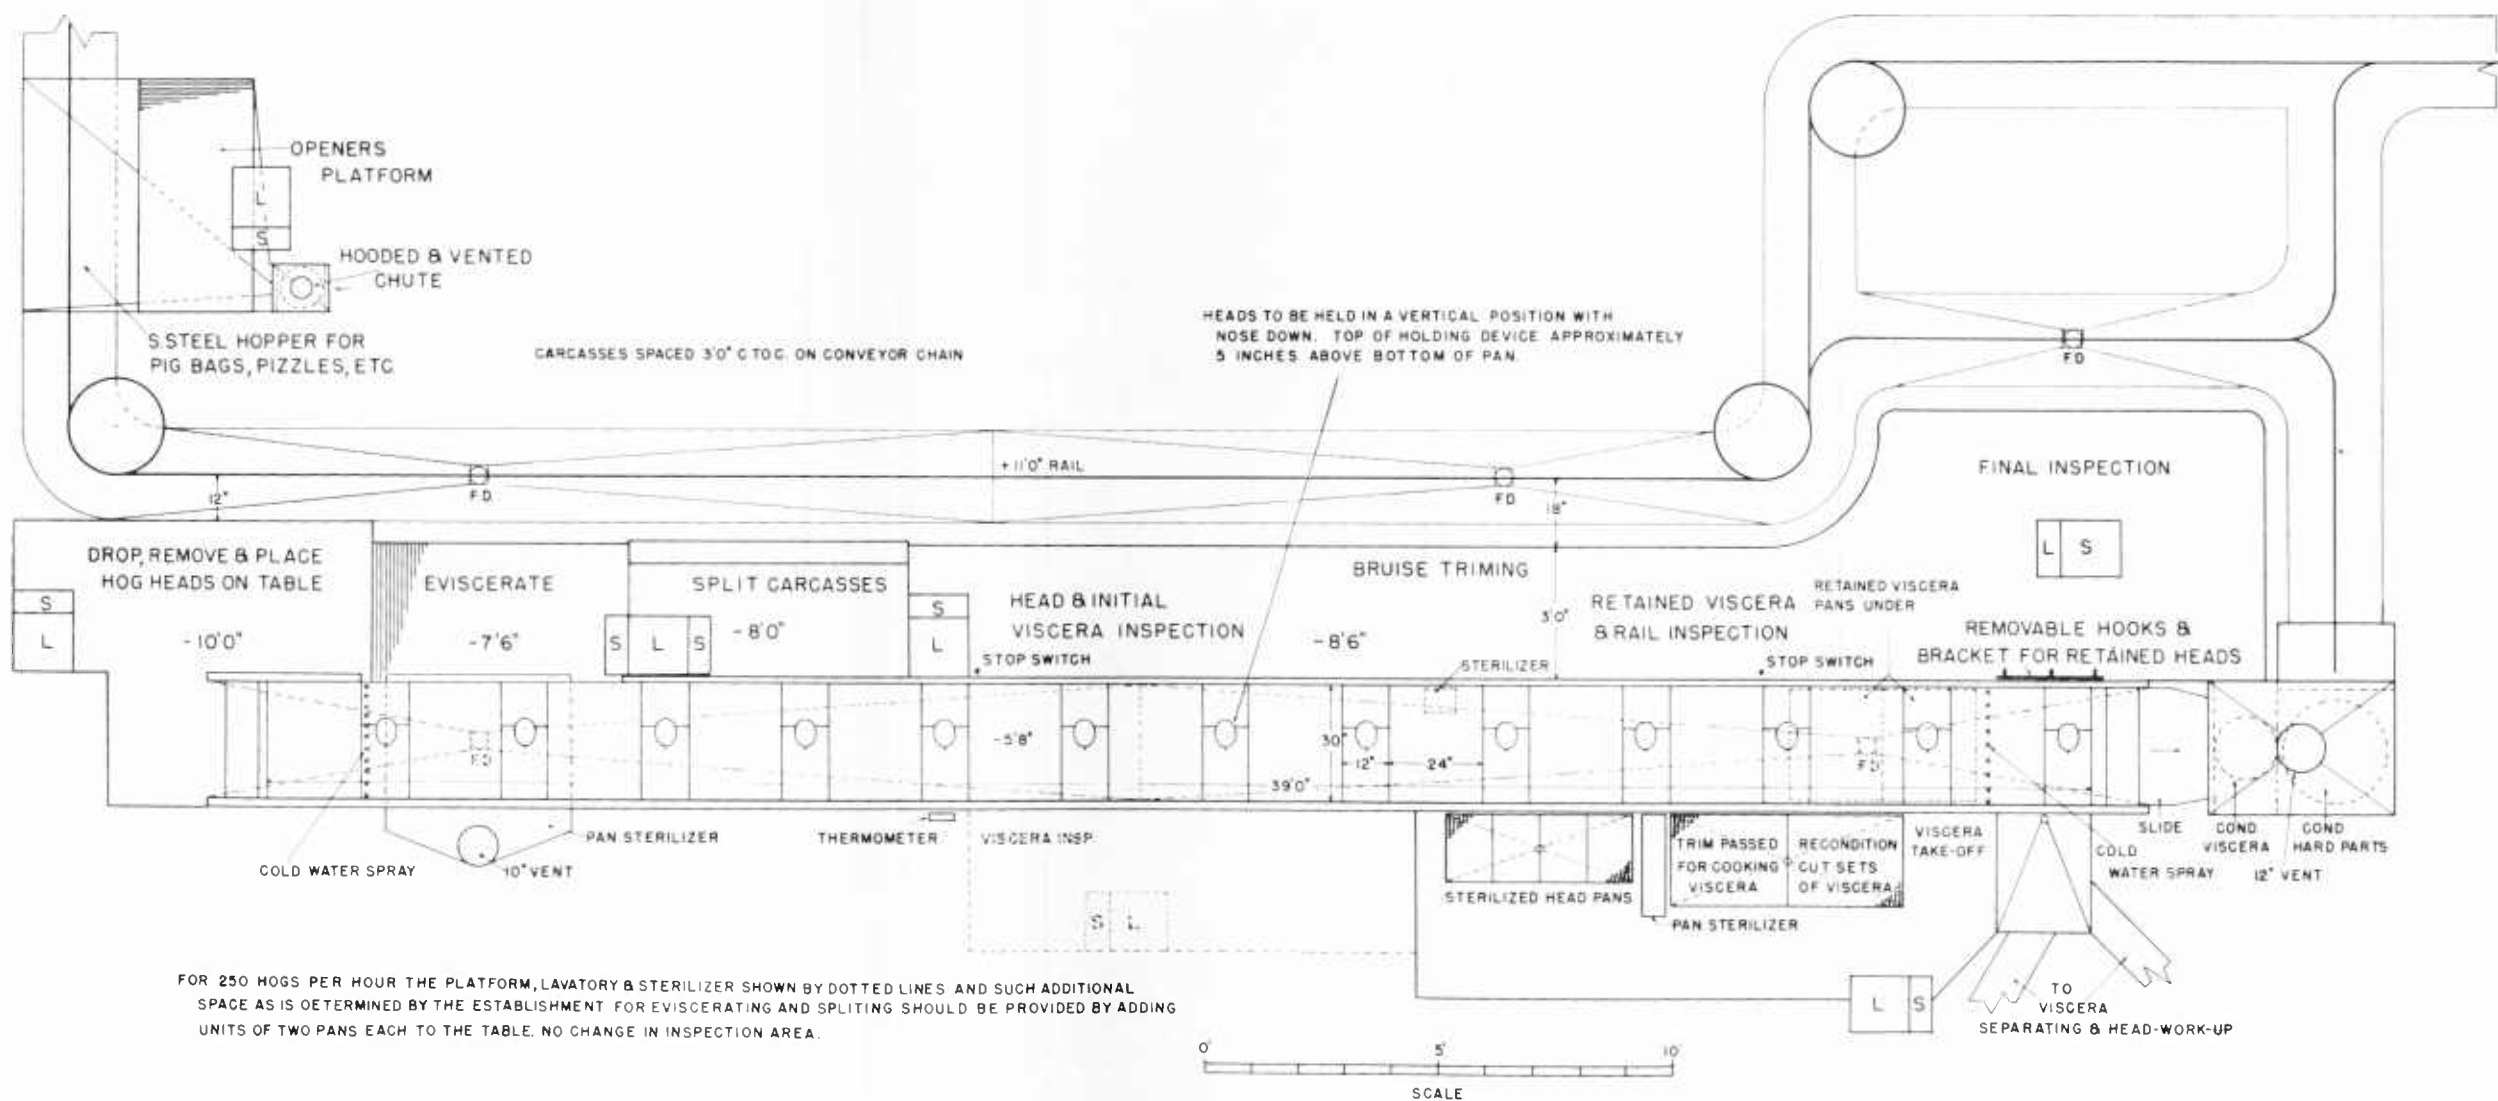 OPENERS
PLATFORM
L
S
HOODED & VENTED
CHUTE
S.STEEL HOPPER FOR
PIG BAGS, PIZZLES, ETC
CARCASSES SPACED 3'0" C TO C. ON CONVEYOR CHAIN
HEADS TO BE HELD IN A VERTICAL POSITION WITH
NOSE DOWN. TOP OF HOLDING DEVICE APPROXIMATELY
5 INCHES ABOVE BOTTOM OF PAN.
FD
+11'0" RAIL
12"
F D
FD
18"
FINAL INSPECTION
L S
DROP, REMOVE & PLACE
HOG HEADS ON TABLE
-10'0"
S
L
EVISCERATE
-7'6"
SPLIT CARCASSES
-8'0"
S L S
S
L
HEAD & INITIAL
VISCERA INSPECTION
STOP SWITCH
BRUISE TRIMING
-8'6"
3'0"
STERILIZER
RETAINED VISCERA
& RAIL INSPECTION
RETAINED VISCERA
PANS UNDER
STOP SWITCH
REMOVABLE HOOKS &
BRACKET FOR RETAINED HEADS
FD
-5'8"
30"
12"
24"
39'0"
FD
COLD WATER SPRAY
10" VENT
PAN STERILIZER
THERMOMETER
VISCERA INSP.
S L
STERILIZED HEAD PANS
PAN STERILIZER
TRIM PASSED
FOR COOKING
VISCERA
RECONDITION
CUT SETS
OF VISCERA
VISCERA
TAKE-OFF
COLD
WATER SPRAY
SLIDE
COND
VISCERA
12" VENT
COND
HARD PARTS
L S
TO
VISCERA
SEPARATING & HEAD-WORK-UP
FOR 250 HOGS PER HOUR THE PLATFORM, LAVATORY & STERILIZER SHOWN BY DOTTED LINES AND SUCH ADDITIONAL
SPACE AS IS DETERMINED BY THE ESTABLISHMENT FOR EVISCERATING AND SPLITING SHOULD BE PROVIDED BY ADDING
UNITS OF TWO PANS EACH TO THE TABLE. NO CHANGE IN INSPECTION AREA.
0' 5' 10'
SCALE